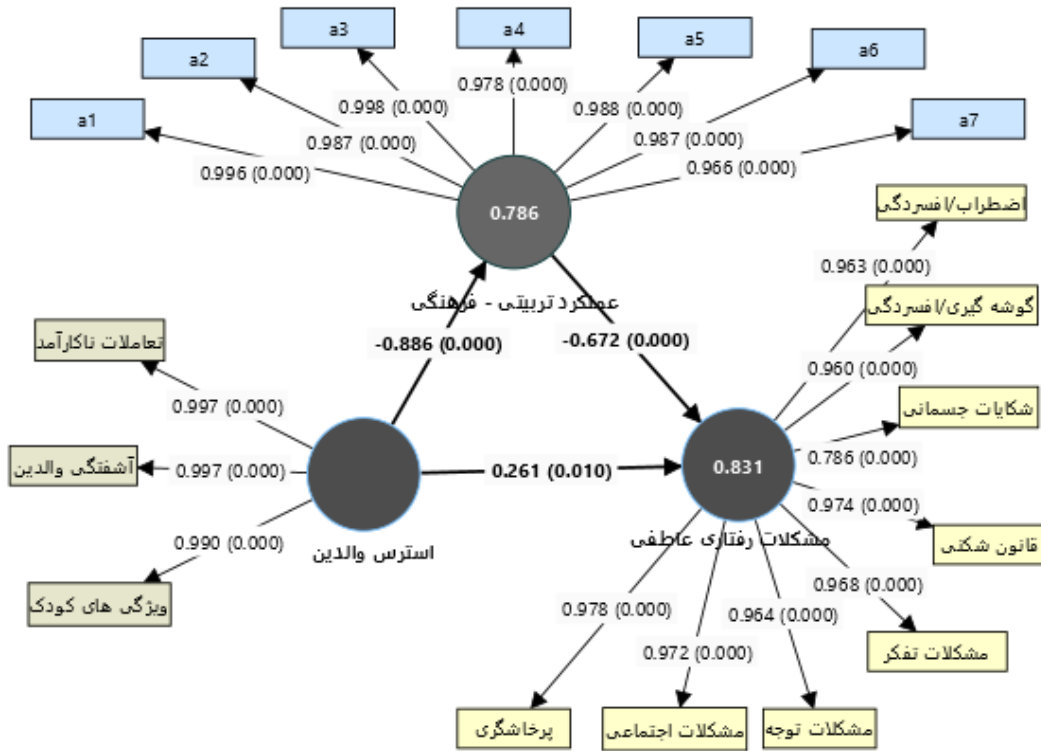 a4
a3
a5
a6
a2
a1
a7
0.978 (0.000)
0.998 (0.000)
0.988 (0.000)
0.987 (0.000)
0.987 (0.000)
0.996 (0.000)
0.966 (0.000)
0.786
اضطراب/افسردگی
0.963 (0.000)
عملکرد تربیتی - فرهنگی
گوشه گیری/افسردگی
تعاملات ناکارآمد
-0.886 (0.000)
-0.672 (0.000)
0.960 (0.000)
0.997 (0.000)
شکایات جسمانی
0.786 (0.000)
آشفتگی والدین
0.997 (0.000)
0.261 (0.010)
0.831
0.974 (0.000)
0.990 (0.000)
استرس والدین
مشکلات رفتاری عاطفی
قانون شکنی
ویژگی های کودک
0.968 (0.000)
0.978 (0.000)
0.964 (0.000)
0.972 (0.000)
مشکلات تفکر
پرخاشگری
مشکلات اجتماعی
مشکلات توجه